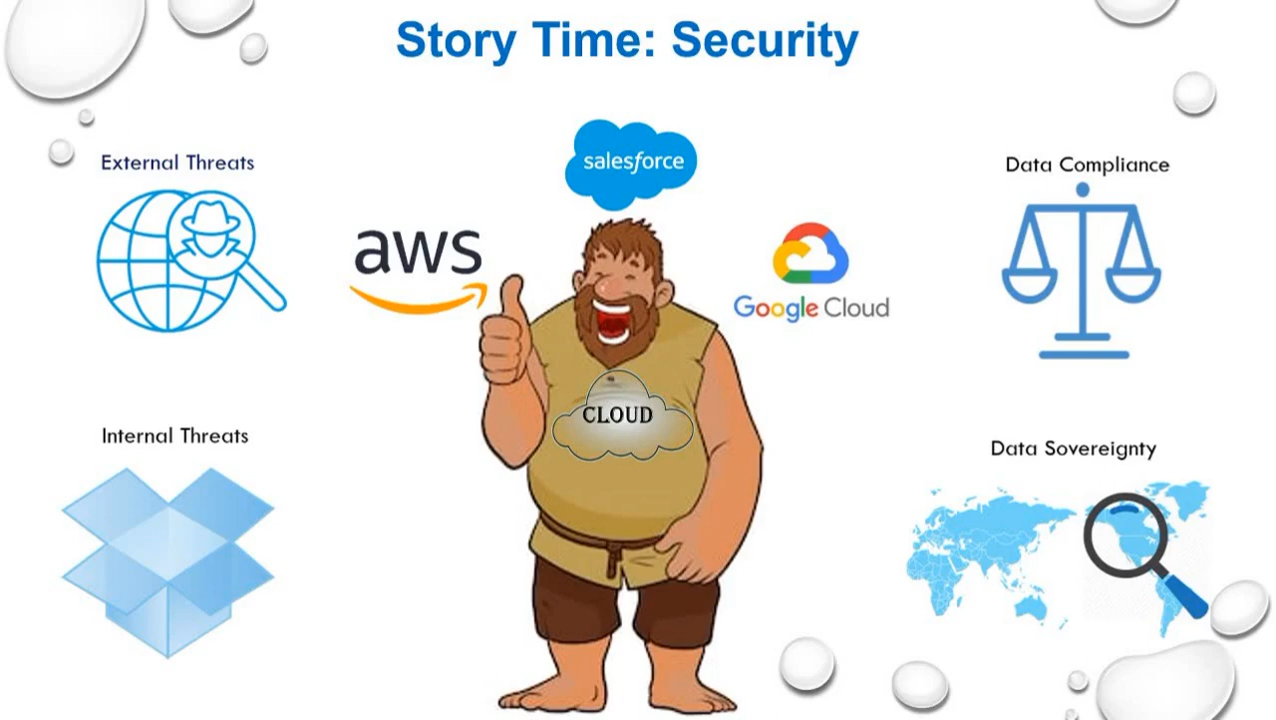 Story Time: Security
External Threats
salesforce
Data Compliance
aws
Google Cloud
CLOUD
Internal Threats
Data Sovereignty